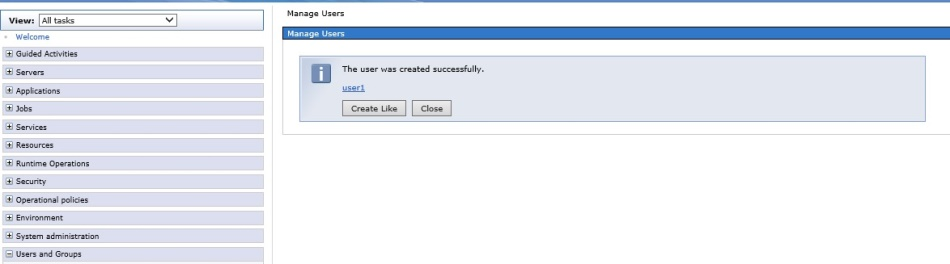 View: All tasks
Welcome
Guided Activities
Servers
Applications
Jobs
Services
Resources
Runtime Operations
Security
Operational policies
Environment
System administration
Users and Groups
Manage Users
Manage Users
The user was created successfully.
user1
Create Like Close